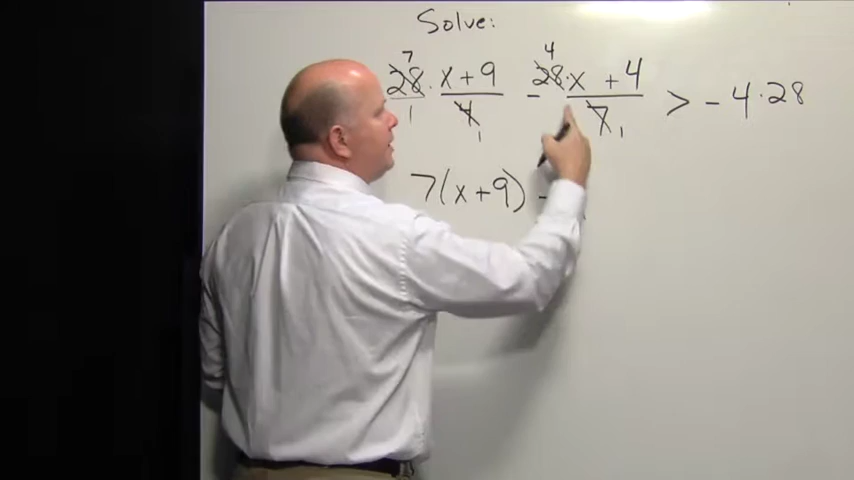 Solve:
7 4
28 · x + 9 - 28 · x + 4 > - 4 · 28
1 4 1 7 1
7(x + 9) -